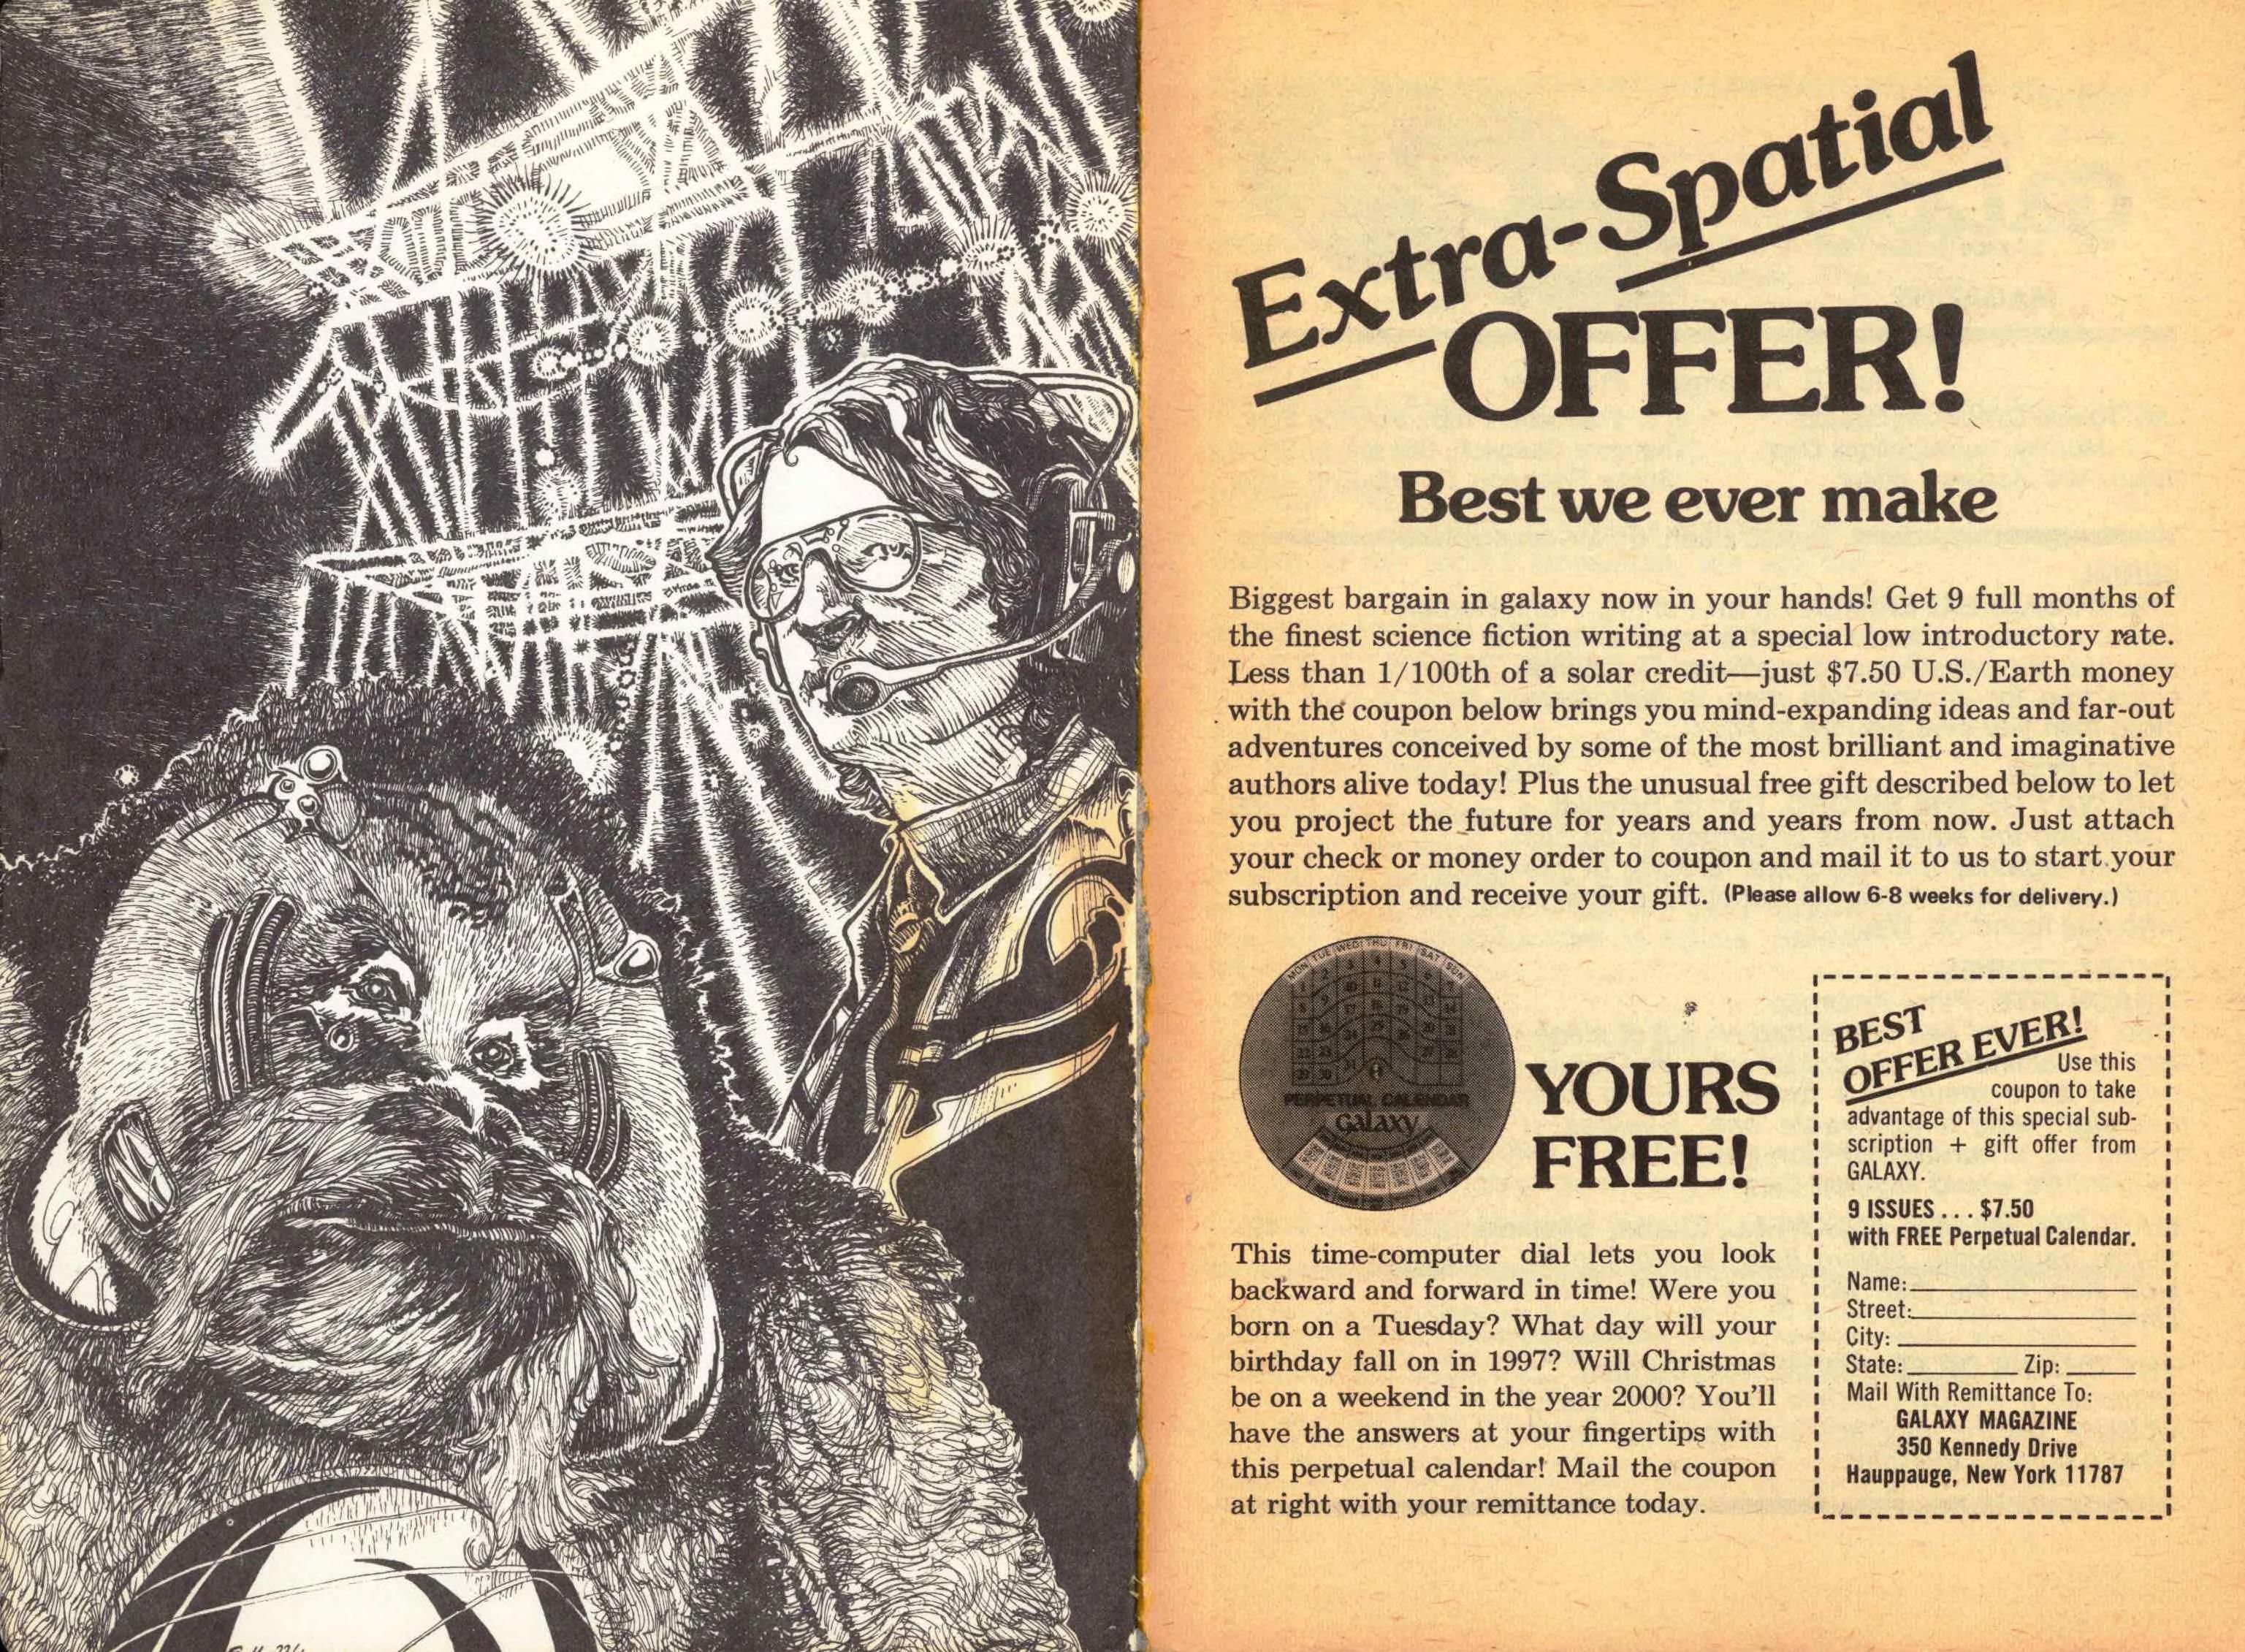 Extra-Spatial
OFFER!
Best we ever make
Biggest bargain in galaxy now in your hands! Get 9 full months of
the finest science fiction writing at a special low introductory rate.
Less than 1/100th of a solar credit—just $7.50 U.S./Earth money
with the coupon below brings you mind-expanding ideas and far-out
adventures conceived by some of the most brilliant and imaginative
authors alive today! Plus the unusual free gift described below to let
you project the future for years and years from now. Just attach
your check or money order to coupon and mail it to us to start your
subscription and receive your gift. (Please allow 6-8 weeks for delivery.)
MON TUE WED THU FRI SAT SUN
PERPETUAL CALENDAR
Galaxy
YOURS
FREE!
This time-computer dial lets you look
backward and forward in time! Were you
born on a Tuesday? What day will your
birthday fall on in 1997? Will Christmas
be on a weekend in the year 2000? You'll
have the answers at your fingertips with
this perpetual calendar! Mail the coupon
at right with your remittance today.
BEST
OFFER EVER!
Use this
coupon to take
advantage of this special sub-
scription + gift offer from
GALAXY.
9 ISSUES . . . $7.50
with FREE Perpetual Calendar.
Name:
Street:
City:
State: Zip:
Mail With Remittance To:
GALAXY MAGAZINE
350 Kennedy Drive
Hauppauge, New York 11787